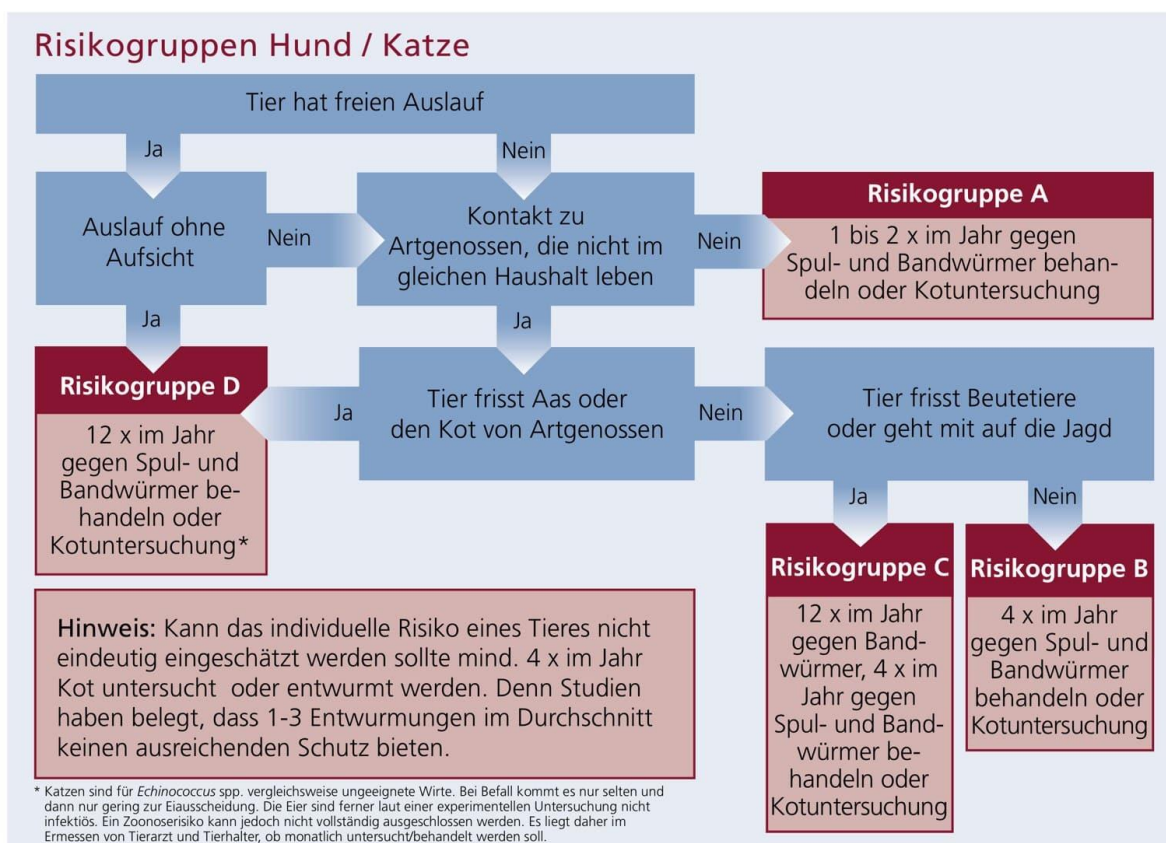 Risikogruppen Hund / Katze
Tier hat freien Auslauf
Ja
Nein
Auslauf ohne
Aufsicht
Nein
Kontakt zu
Artgenossen, die nicht im
gleichen Haushalt leben
Nein
Risikogruppe A
1 bis 2 x im Jahr gegen
Spul- und Bandwürmer behan-
deln oder Kotuntersuchung
Ja
Ja
Risikogruppe D
12 x im Jahr
gegen Spul- und
Bandwürmer be-
handeln oder
Kotuntersuchung*
Ja
Tier frisst Aas oder
den Kot von Artgenossen
Nein
Tier frisst Beutetiere
oder geht mit auf die Jagd
Ja
Nein
Risikogruppe C
12 x im Jahr
gegen Band-
würmer, 4 x im
Jahr gegen
Spul- und Band-
würmer be-
handeln oder
Kotuntersuchung
Risikogruppe B
4 x im Jahr
gegen Spul- und
Bandwürmer
behandeln oder
Kotuntersuchung
Hinweis: Kann das individuelle Risiko eines Tieres nicht
eindeutig eingeschätzt werden sollte mind. 4 x im Jahr
Kot untersucht oder entwurmt werden. Denn Studien
haben belegt, dass 1-3 Entwurmungen im Durchschnitt
keinen ausreichenden Schutz bieten.
* Katzen sind für Echinococcus spp. vergleichsweise ungeeignete Wirte. Bei Befall kommt es nur selten und
dann nur gering zur Eiausscheidung. Die Eier sind ferner laut einer experimentellen Untersuchung nicht
infektiös. Ein Zoonoserisiko kann jedoch nicht vollständig ausgeschlossen werden. Es liegt daher im
Ermessen von Tierarzt und Tierhalter, ob monatlich untersucht/behandelt werden soll.